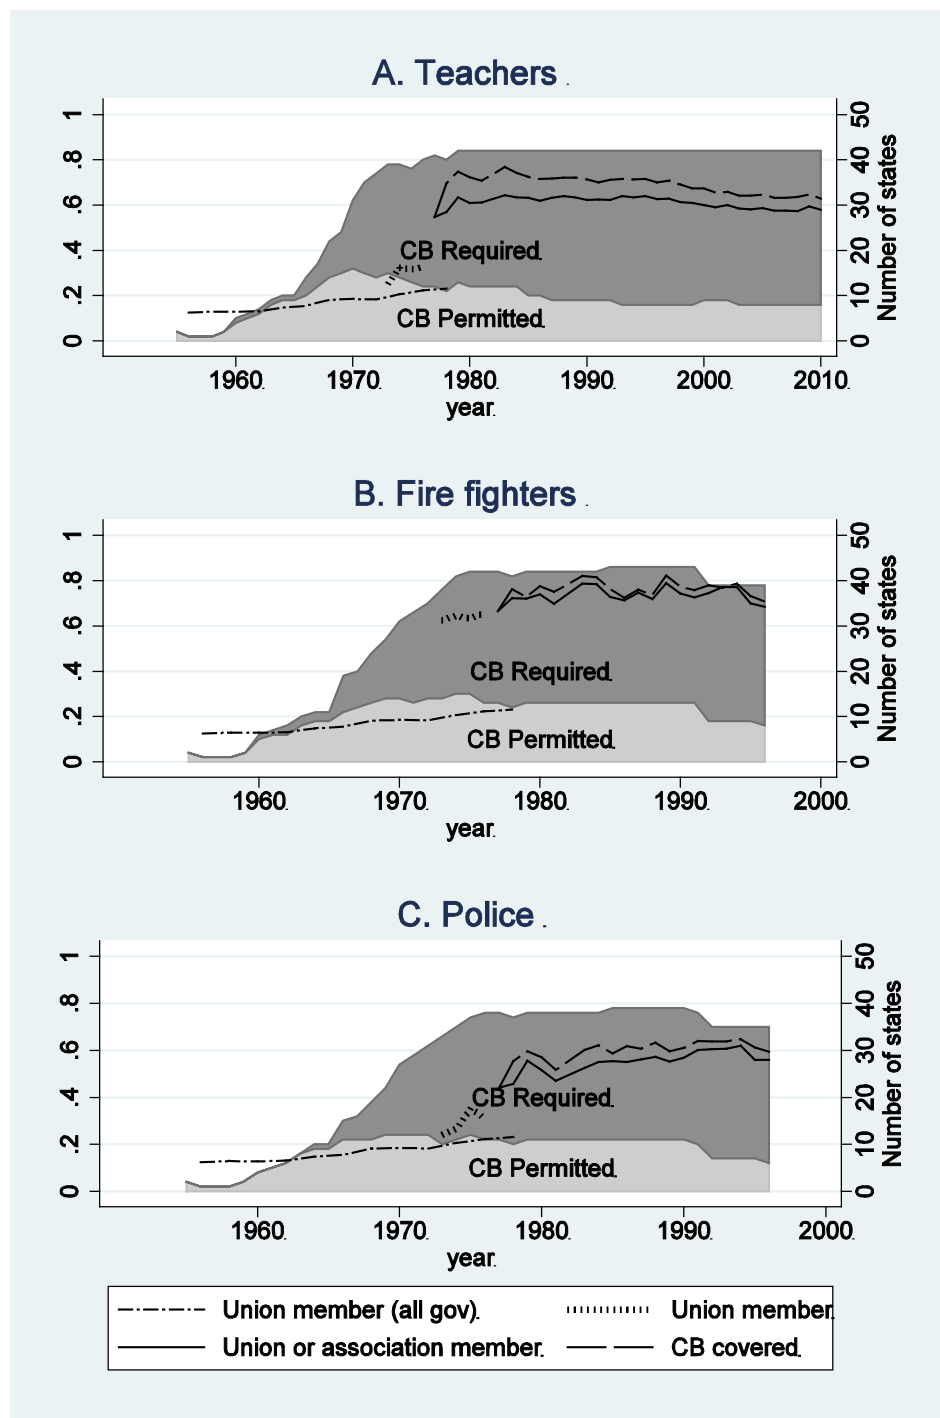 A. Teachers
1
.8
.6
.4
.2
0
50
40
30
20
10
0
Number of states
CB Required
CB Permitted
1960 1970 1980 1990 2000 2010
year
B. Fire fighters
1
.8
.6
.4
.2
0
50
40
30
20
10
0
Number of states
CB Required
CB Permitted
1960 1970 1980 1990 2000
year
C. Police
1
.8
.6
.4
.2
0
50
40
30
20
10
0
Number of states
CB Required
CB Permitted
1960 1970 1980 1990 2000
year
Union member (all gov) Union member
Union or association member CB covered